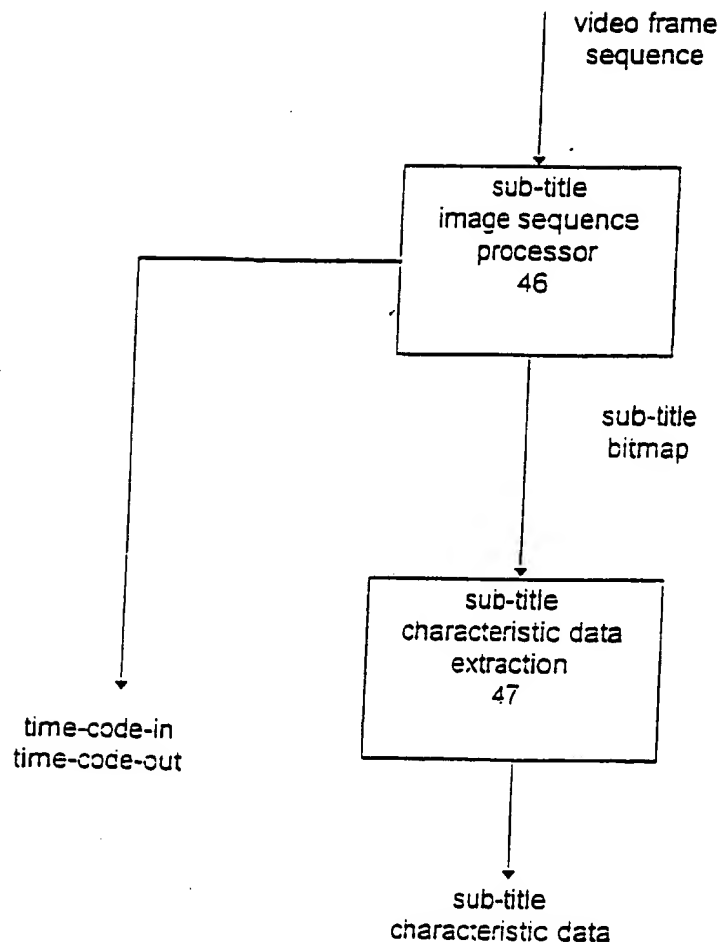 video frame
sequence
sub-title
image sequence
processor
46
sub-title
bitmap
sub-title
characteristic data
extraction
47
time-code-in
time-code-out
sub-title
characteristic data